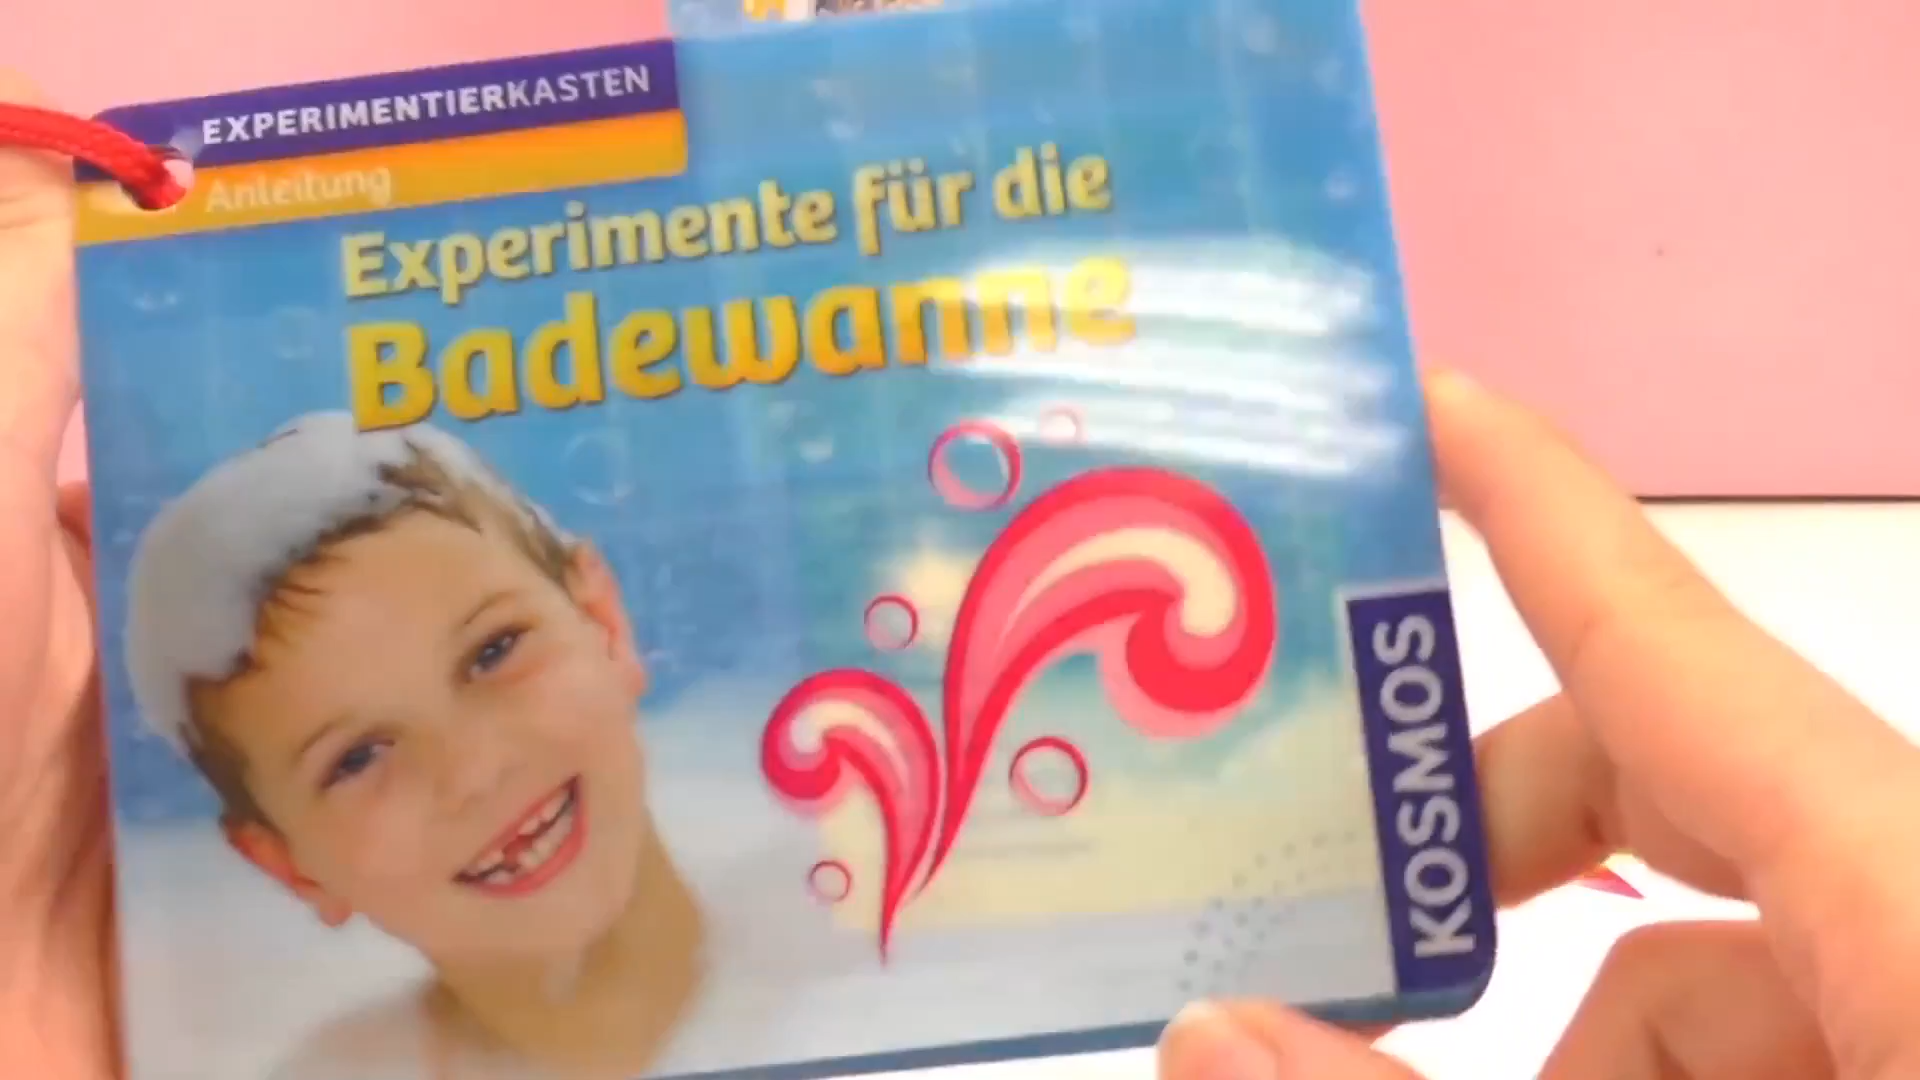 EXPERIMENTIERKASTEN
Anleitung
Experimente für die
Badewanne
KOSMOS